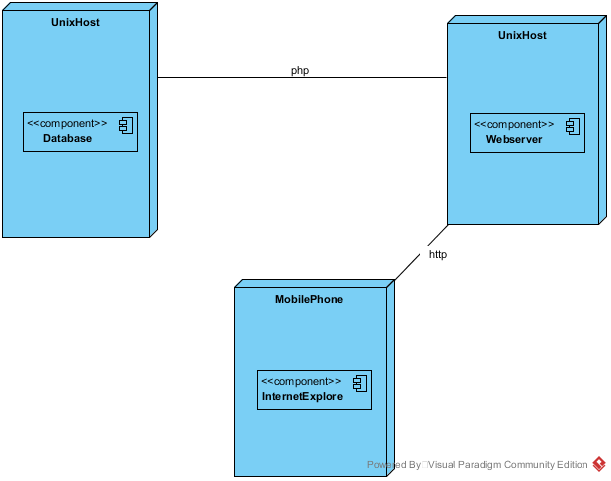 UnixHost
<<component>>
Database
php
UnixHost
<<component>>
Webserver
http
MobilePhone
<<component>>
InternetExplore
Powered By Visual Paradigm Community Edition